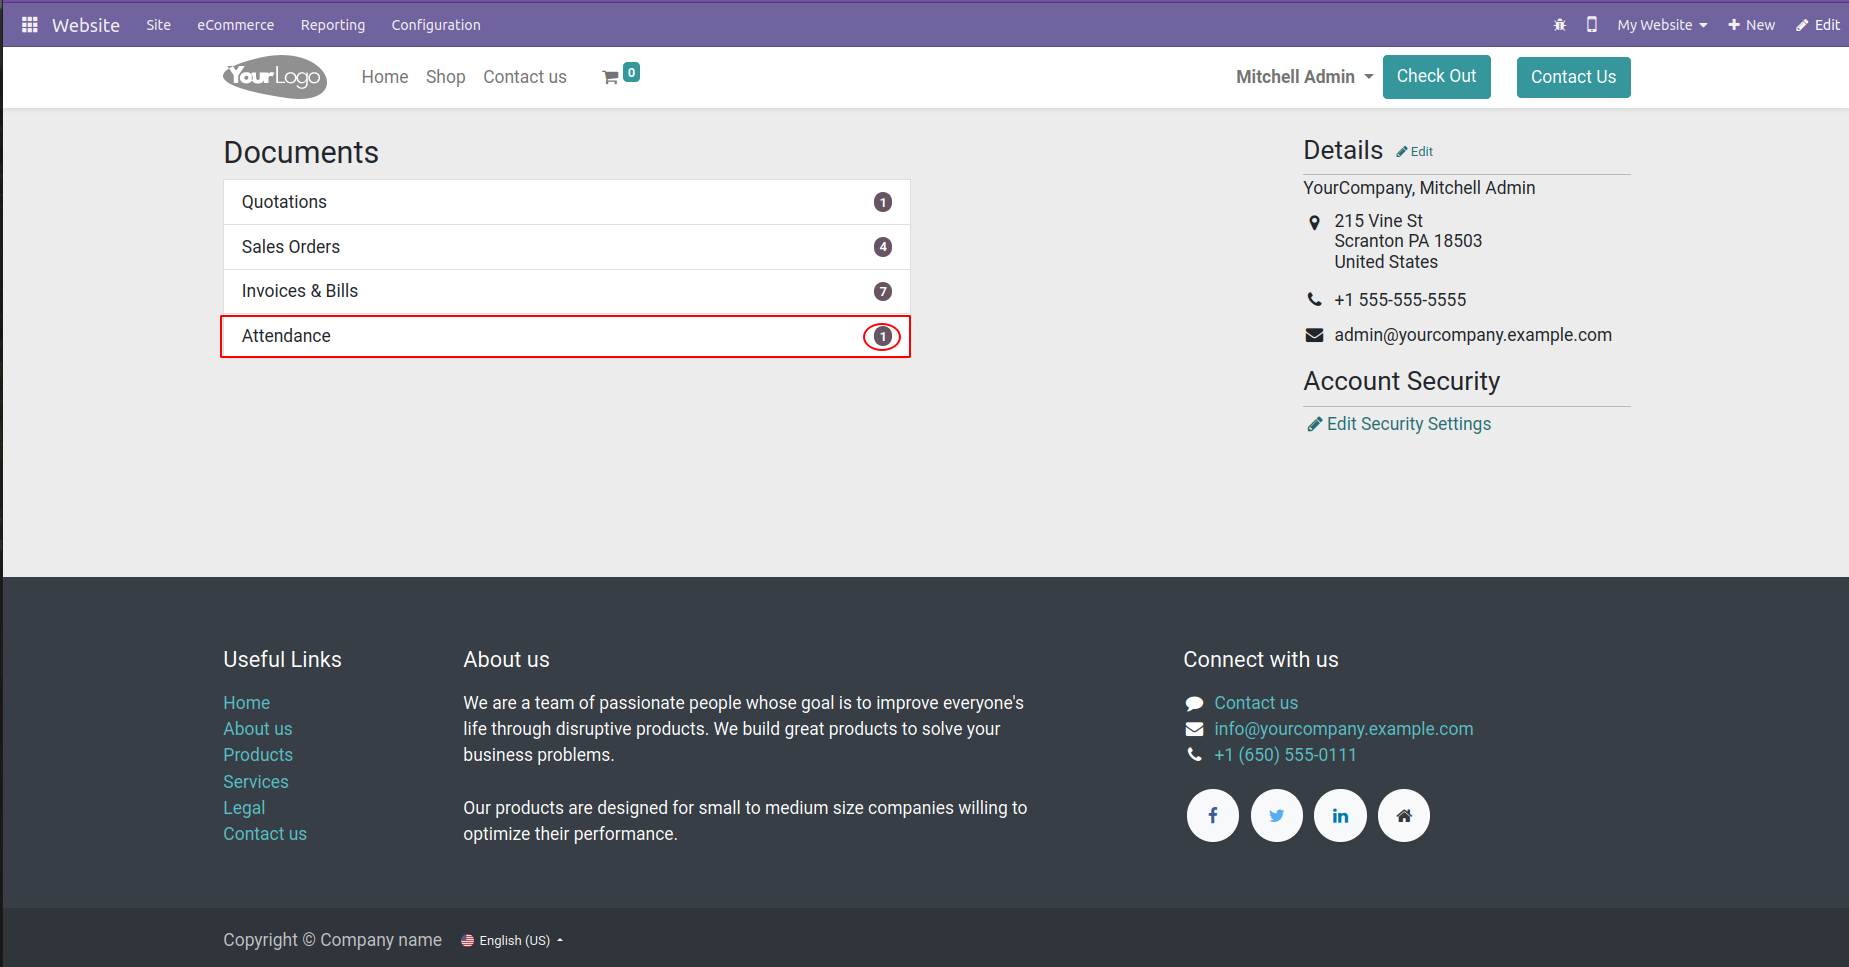 Website Site eCommerce Reporting Configuration My Website New Edit
YourLogo Home Shop Contact us 0 Mitchell Admin Check Out Contact Us
Documents
Quotations 1
Sales Orders 4
Invoices & Bills 7
Attendance 1
Details Edit
YourCompany, Mitchell Admin
215 Vine St
Scranton PA 18503
United States
+1 555-555-5555
admin@yourcompany.example.com
Account Security
Edit Security Settings
Useful Links
Home
About us
Products
Services
Legal
Contact us
About us
We are a team of passionate people whose goal is to improve everyone's
life through disruptive products. We build great products to solve your
business problems.
Our products are designed for small to medium size companies willing to
optimize their performance.
Connect with us
Contact us
info@yourcompany.example.com
+1 (650) 555-0111
Copyright © Company name English (US)